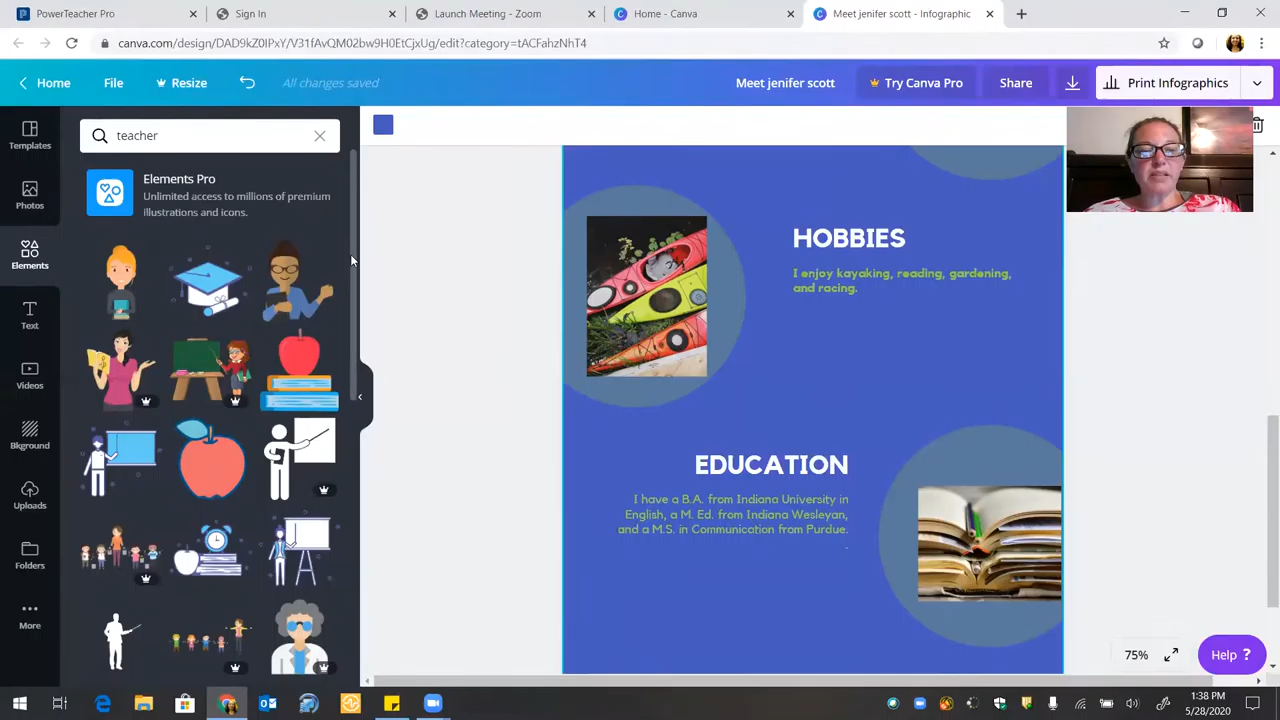 PowerTeacher Pro
Sign In
Launch Meeting - Zoom
Home - Canva
Meet jenifer scott - Infographic
canva.com/design/DAD9kZ0IPxY/V31fAvQM02bw9H0EtCjxUg/edit?category=tACFahzNhT4
Home
File
Resize
All changes saved
Meet jenifer scott
Try Canva Pro
Share
Print Infographics
teacher
Templates
Elements Pro
Unlimited access to millions of premium
illustrations and icons.
Photos
Elements
Text
Videos
Bkground
Uploads
Folders
More
HOBBIES
I enjoy kayaking, reading, gardening,
and racing.
EDUCATION
I have a B.A. from Indiana University in
English, a M. Ed. from Indiana Wesleyan,
and a M.S. in Communication from Purdue.
.
75%
Help ?
1:38 PM
5/28/2020